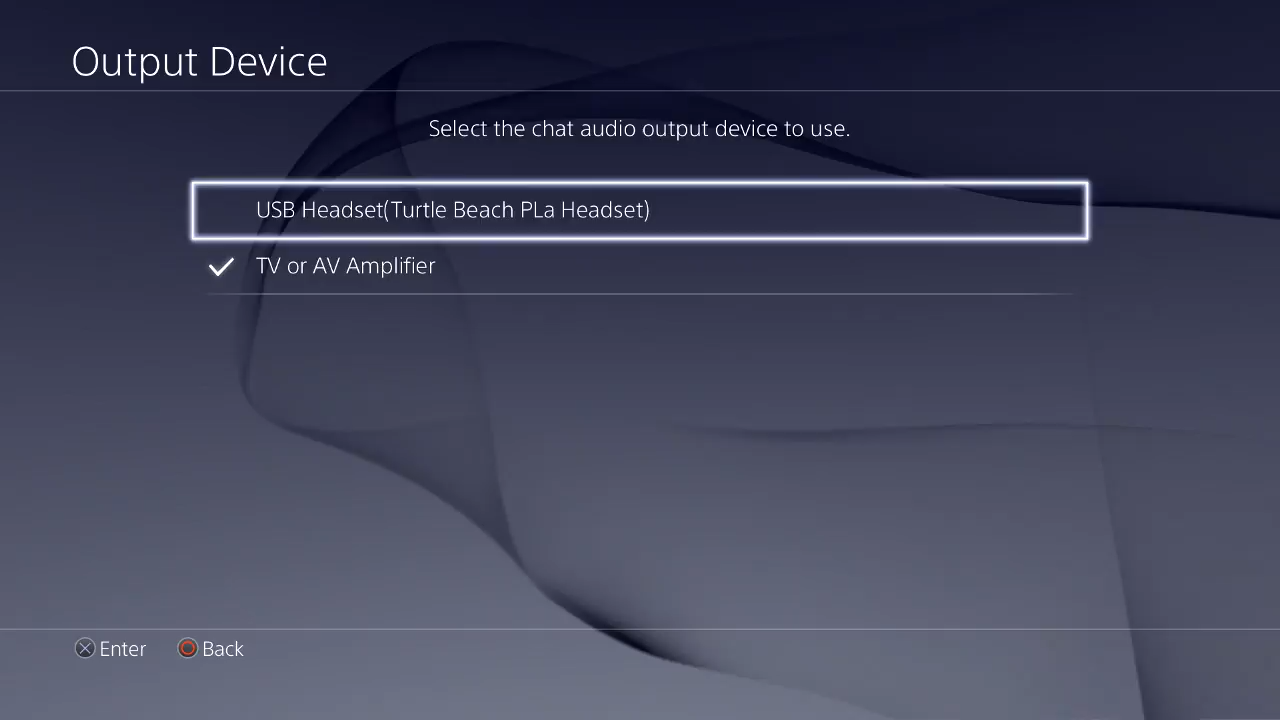 Output Device
Select the chat audio output device to use.
USB Headset(Turtle Beach PLa Headset)
TV or AV Amplifier
Enter Back